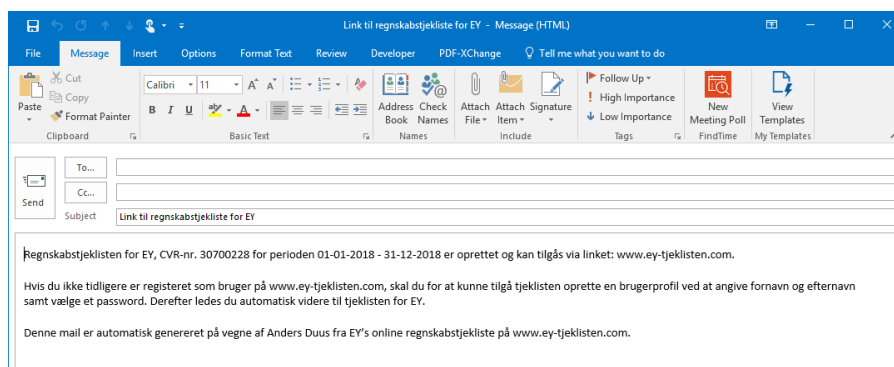 Link til regnskabstjekliste for EY - Message (HTML)
File Message Insert Options Format Text Review Developer PDF-XChange Tell me what you want to do
Paste
Cut
Copy
Format Painter
Clipboard
Calibri 11 A A
B I U aby A
Basic Text
Address Book
Check Names
Names
Attach File
Attach Item
Signature
Include
Follow Up
High Importance
Low Importance
Tags
New Meeting Poll
FindTime
View Templates
My Templates
Send
To...
Cc...
Subject Link til regnskabstjekliste for EY
Regnskabstjeklisten for EY, CVR-nr. 30700228 for perioden 01-01-2018 - 31-12-2018 er oprettet og kan tilgås via linket: www.ey-tjeklisten.com.
Hvis du ikke tidligere er registeret som bruger på www.ey-tjeklisten.com, skal du for at kunne tilgå tjeklisten oprette en brugerprofil ved at angive fornavn og efternavn
samt vælge et password. Derefter ledes du automatisk videre til tjeklisten for EY.
Denne mail er automatisk genereret på vegne af Anders Duus fra EY's online regnskabstjekliste på www.ey-tjeklisten.com.